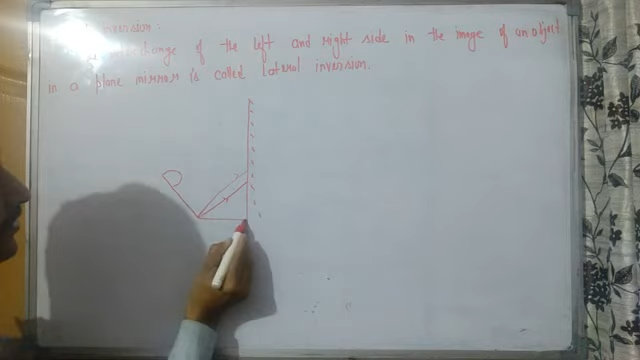 inversion:
change of the left and right side in the image of an object
in a plane mirror is called lateral inversion.